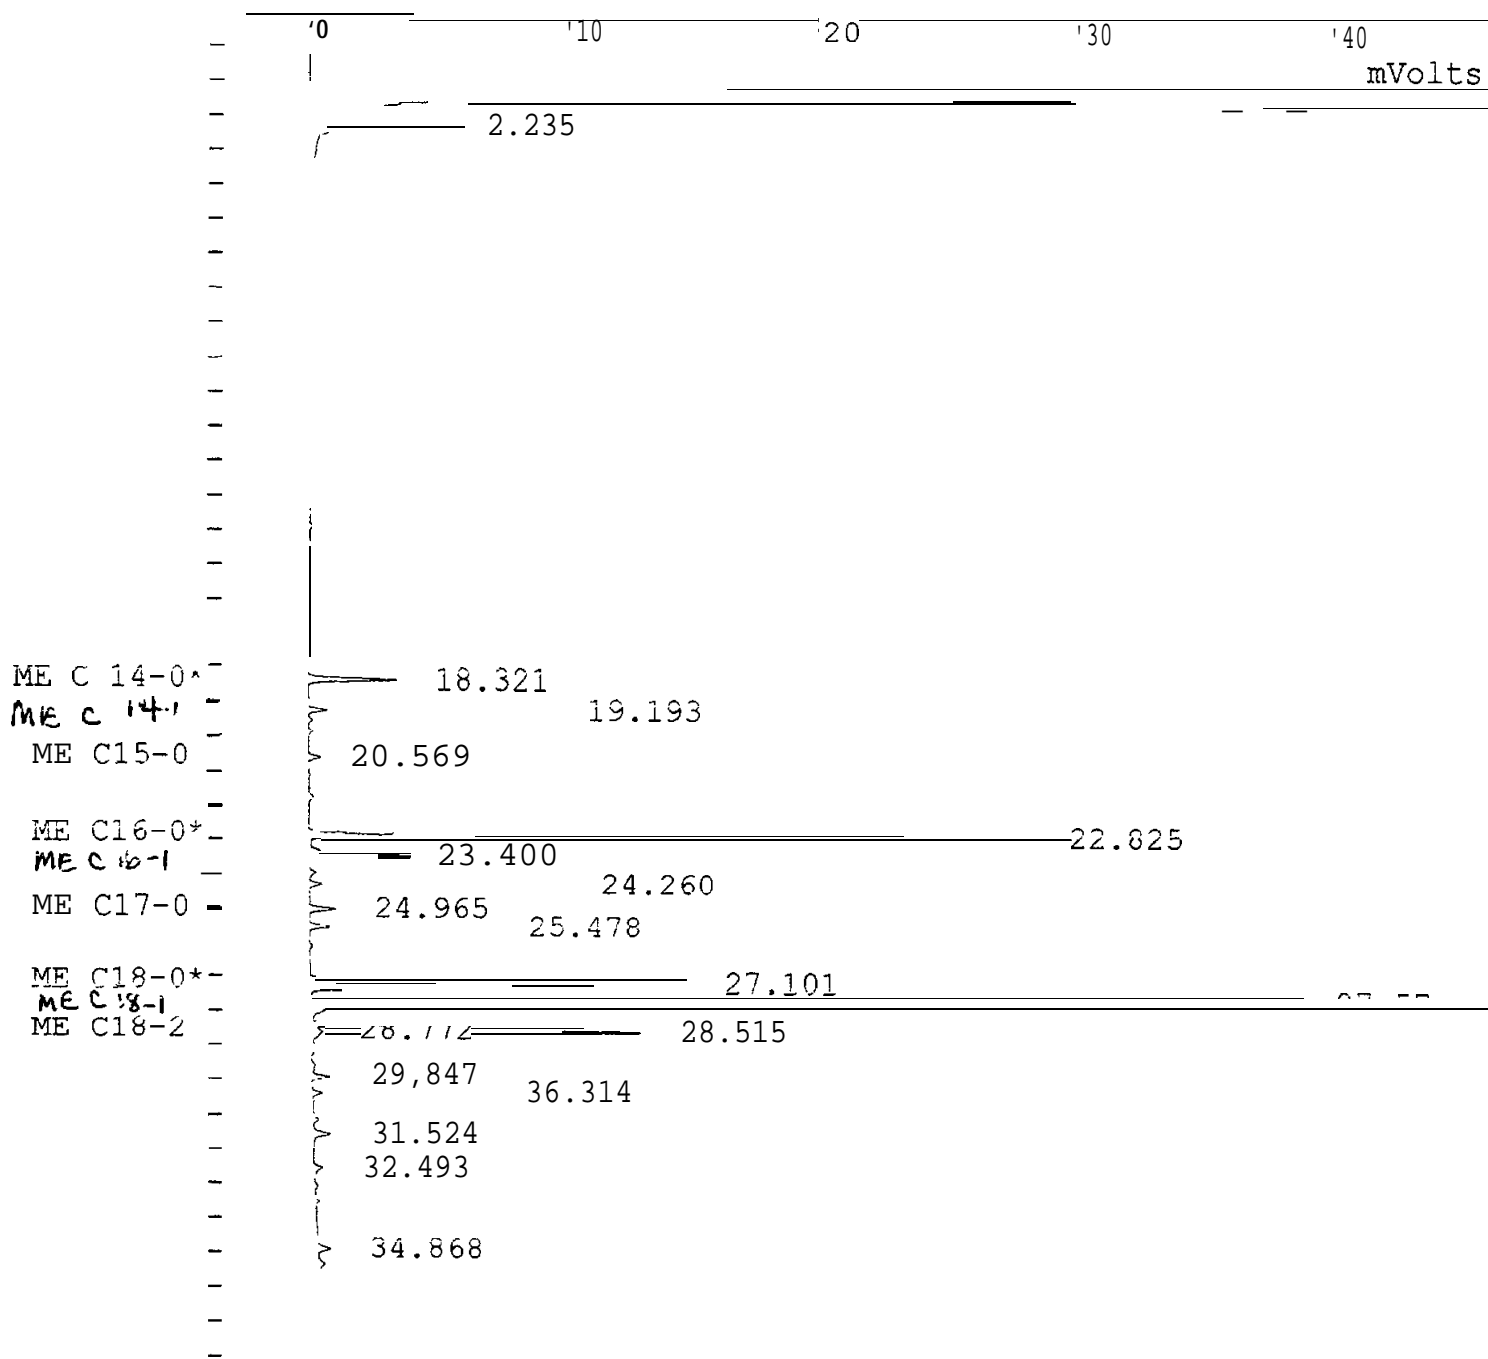 '0 '10 20 '30 '40
mVolts
2.235
ME C 14-0^ 18.321
ME C 14-1 19.193
ME C15-0 20.569
ME C16-0* 22.825
ME C 16-1 23.400
24.260
ME C17-0 24.965
25.478
ME C18-0* 27.101
ME C 18-1
ME C18-2 28.515
29,847
36.314
31.524
32.493
34.868